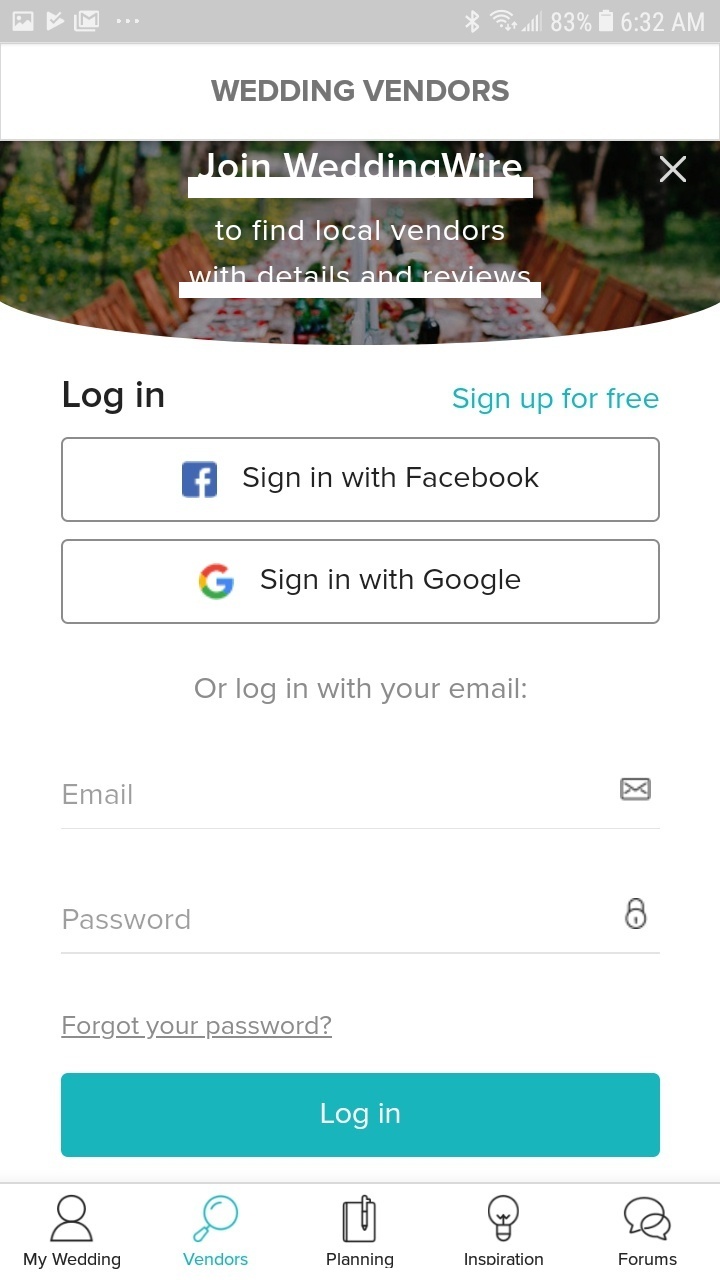 83% 6:32 AM
WEDDING VENDORS
Join WeddingWire
to find local vendors
with details and reviews
Log in
Sign up for free
Sign in with Facebook
Sign in with Google
Or log in with your email:
Email
Password
Forgot your password?
Log in
My Wedding Vendors Planning Inspiration Forums